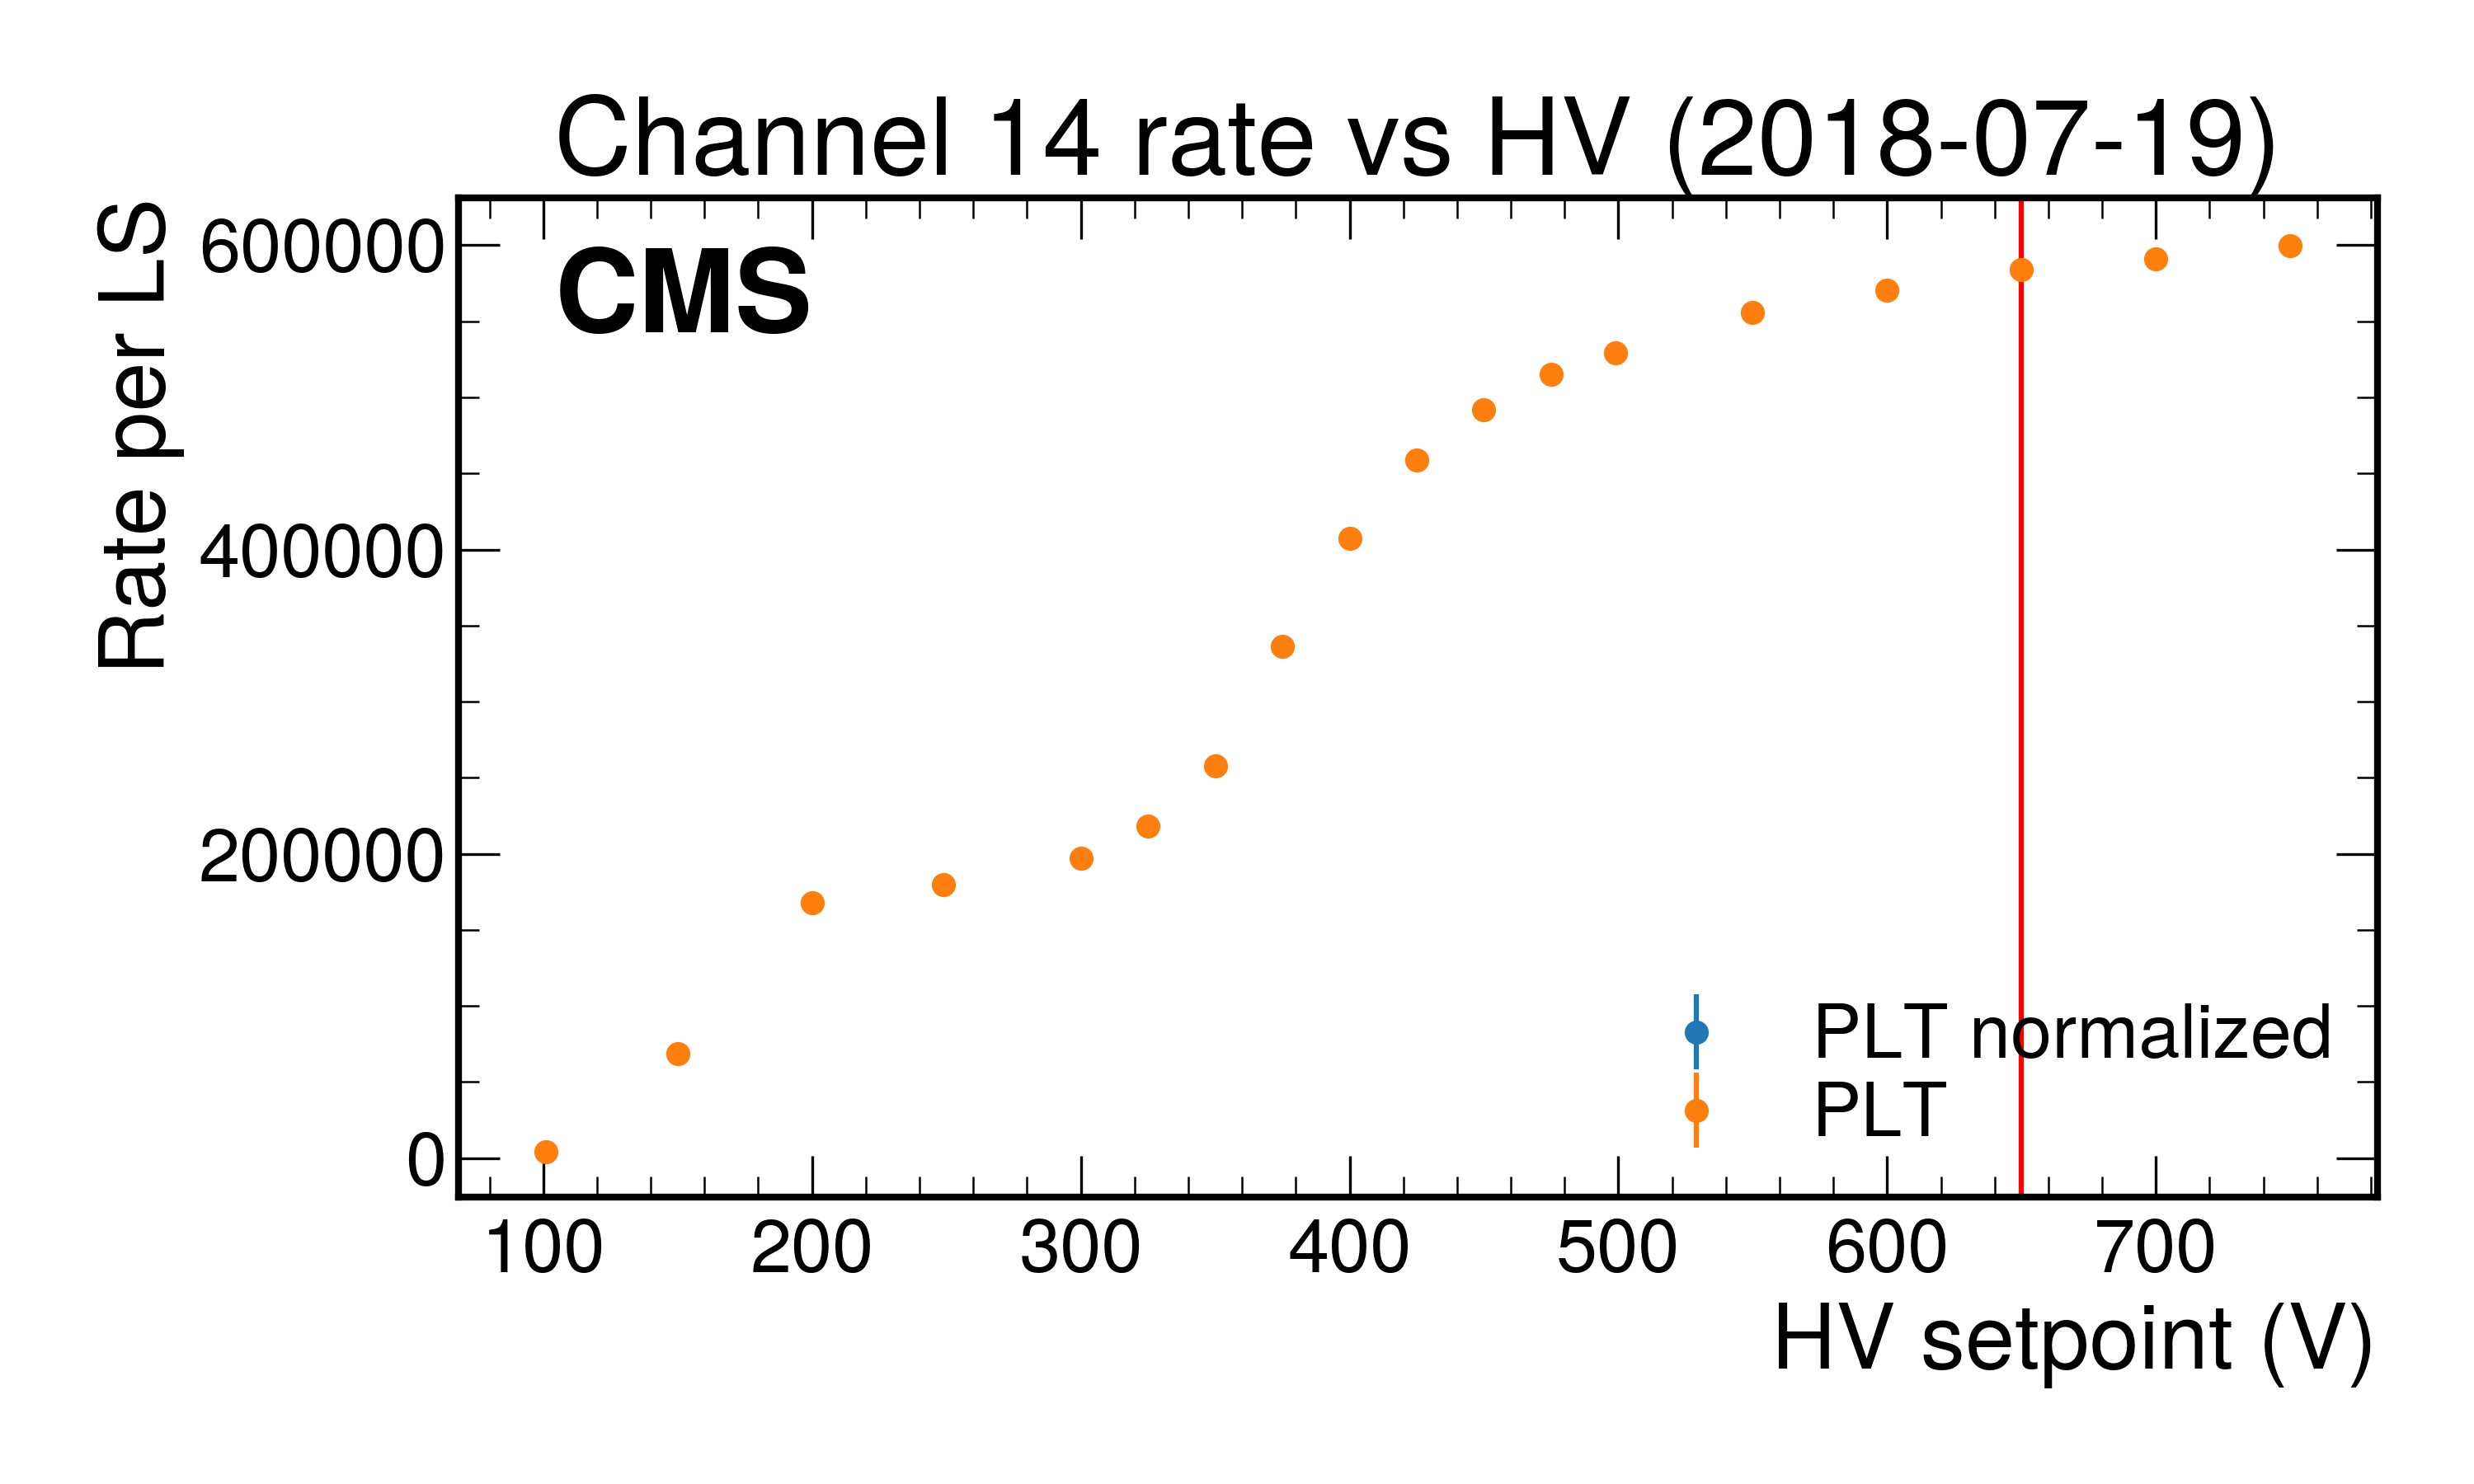 Channel 14 rate vs HV (2018-07-19)
CMS
Rate per LS
600000
400000
200000
0
PLT normalized
PLT
100 200 300 400 500 600 700
HV setpoint (V)